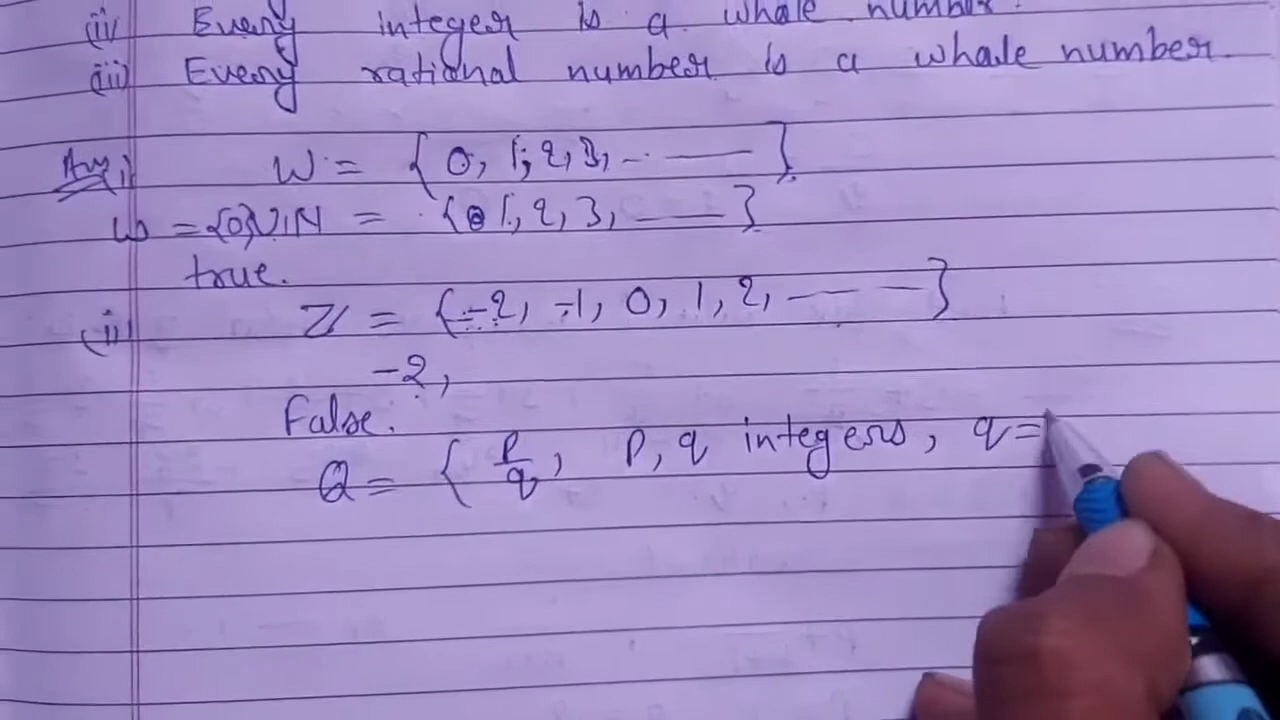 (ii) Every integer is a whole number.
(iii) Every rational number is a whole number.
Ans i) W = { 0, 1, 2, 3, .. — }
W = {0} U IN = { 1, 2, 3, — }
true.
(ii) Z = { -2, -1, 0, 1, 2, — — }
-2,
False.
Q = { p/q , p, q integers, q =